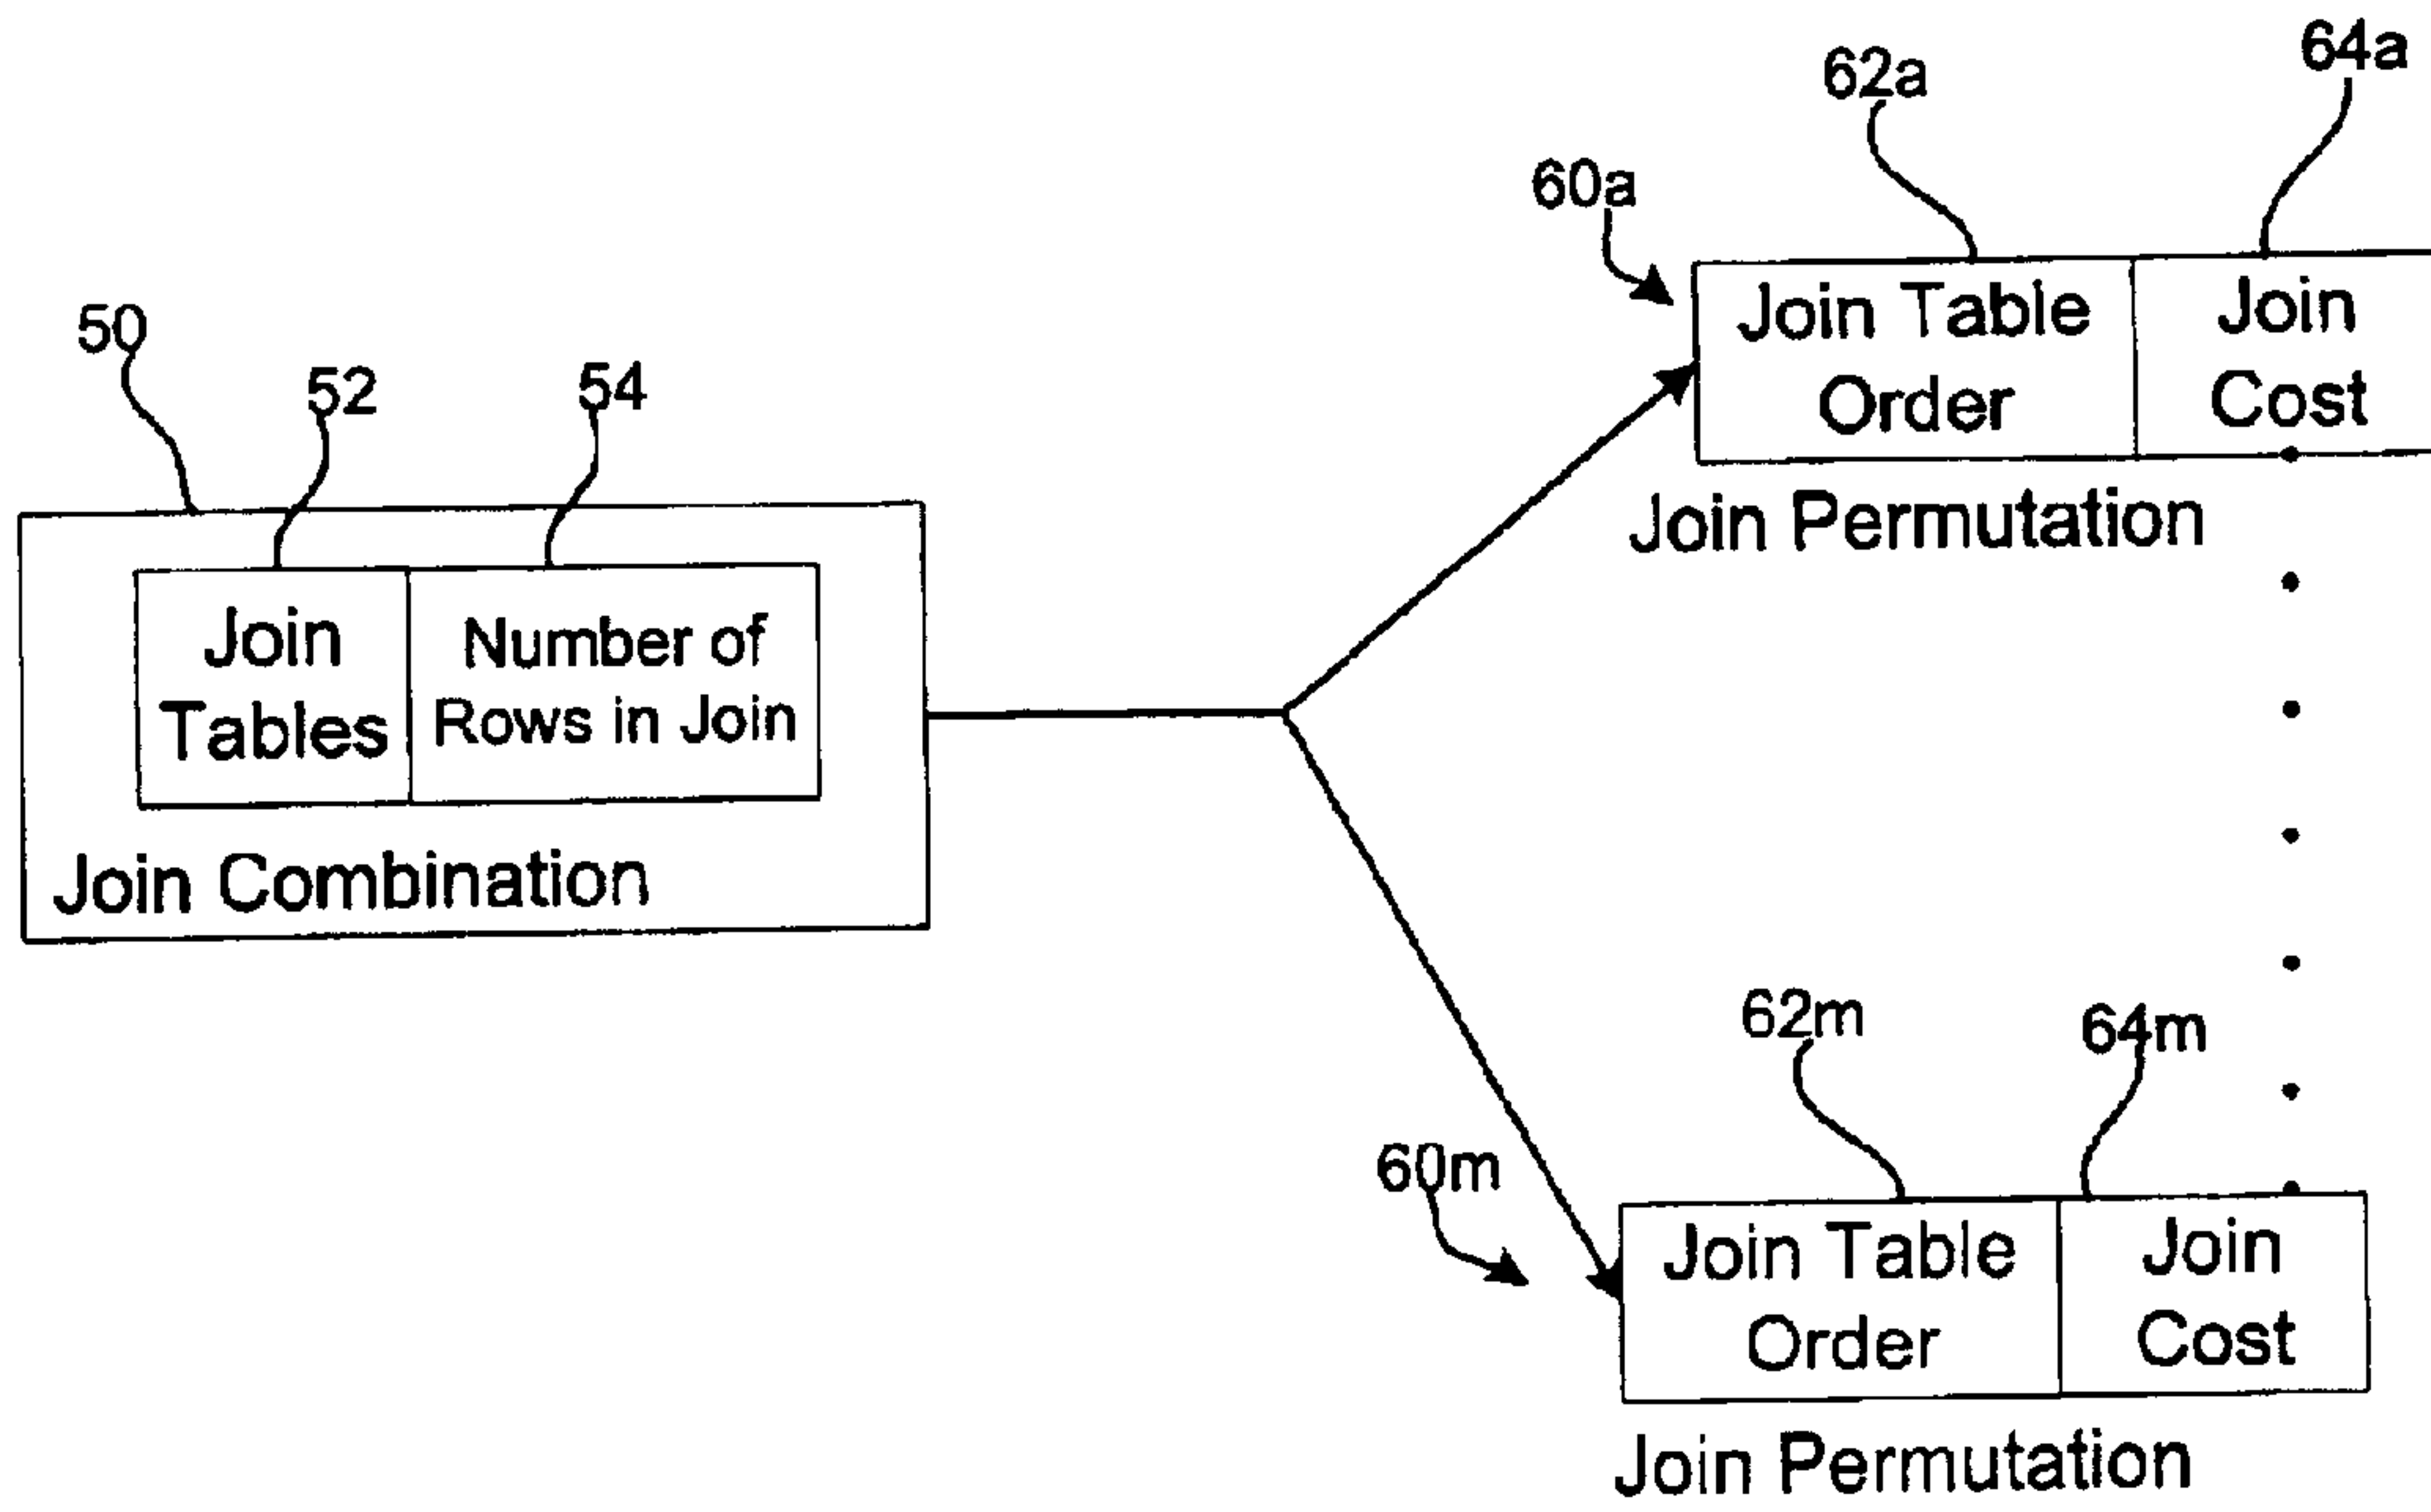 50
52
54
Join
Tables
Number of
Rows in Join
Join Combination
60a
62a
64a
Join Table
Order
Join
Cost
Join Permutation
60m
62m
64m
Join Table
Order
Join
Cost
Join Permutation